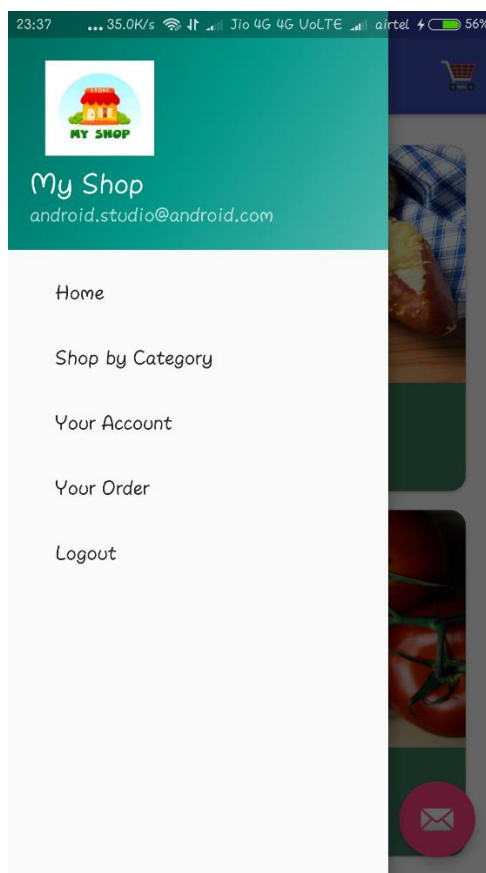 23:37 ... 35.0K/s Jio 4G 4G VoLTE airtel 56%
STORE
MY SHOP
My Shop
android.studio@android.com
Home
Shop by Category
Your Account
Your Order
Logout